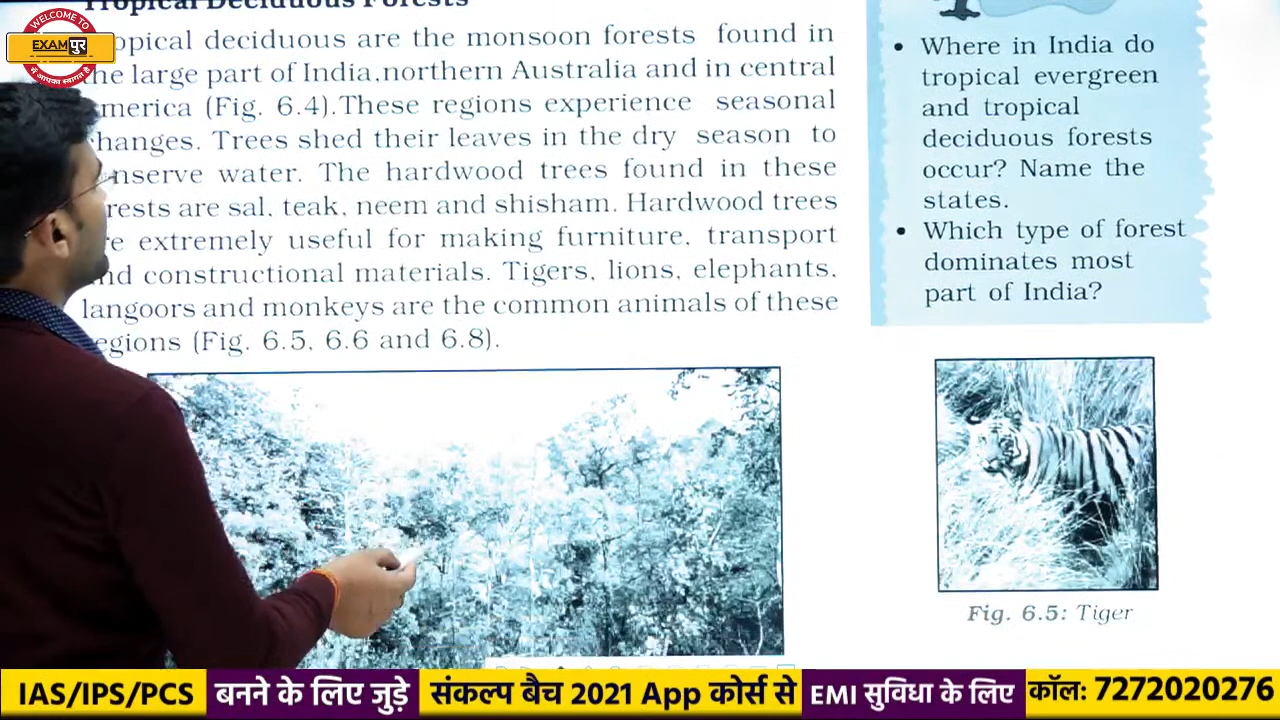 WELCOME TO
EXAMपुर
में आपका स्वागत है
Tropical Deciduous Forests
opical deciduous are the monsoon forests found in
he large part of India,northern Australia and in central
merica (Fig. 6.4).These regions experience seasonal
hanges. Trees shed their leaves in the dry season to
nserve water. The hardwood trees found in these
rests are sal, teak, neem and shisham. Hardwood trees
re extremely useful for making furniture, transport
nd constructional materials. Tigers, lions, elephants,
langoors and monkeys are the common animals of these
egions (Fig. 6.5, 6.6 and 6.8).
• Where in India do
tropical evergreen
and tropical
deciduous forests
occur? Name the
states.
• Which type of forest
dominates most
part of India?
Fig. 6.5: Tiger
IAS/IPS/PCS बनने के लिए जुड़े संकल्प बैच 2021 App कोर्स से EMI सुविधा के लिए कॉल: 7272020276